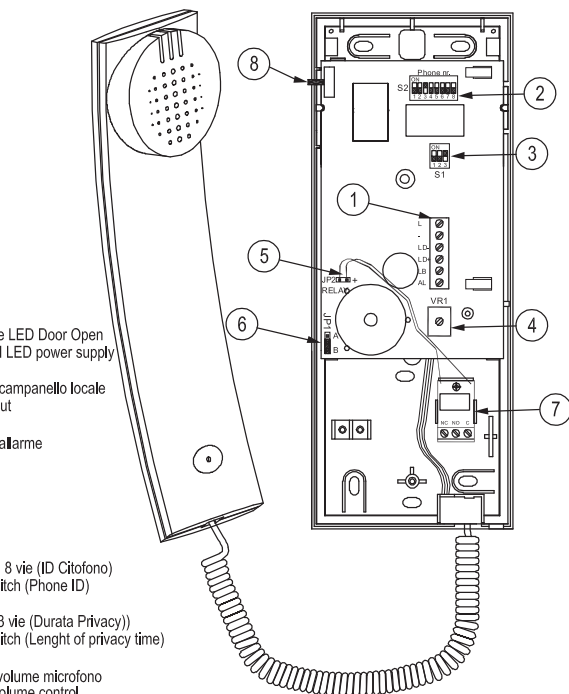 8
Phone nr.
ON
S2
1 2 3 4 5 6 7 8
2
ON
1 2 3
S1
3
1
L
-
LD-
LD+
LB
AL
5
JP2
+
RELAY
VR1
4
6
JP1
A
B
7
NC NO C
e LED Door Open
LED power supply
campanello locale
ut
allarme
8 vie (ID Citofono)
itch (Phone ID)
3 vie (Durata Privacy))
itch (Lenght of privacy time)
volume microfono
olume control